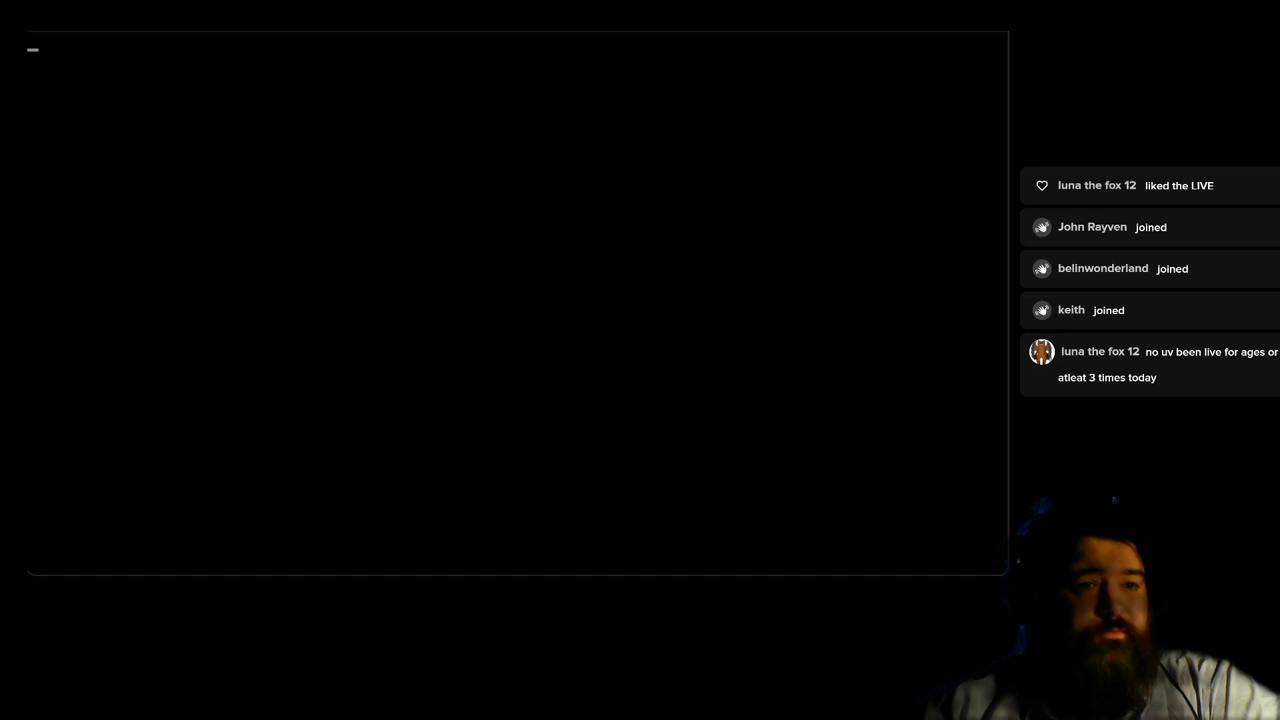 luna the fox 12 liked the LIVE
John Rayven joined
belinwonderland joined
keith joined
luna the fox 12 no uv been live for ages or
atleat 3 times today